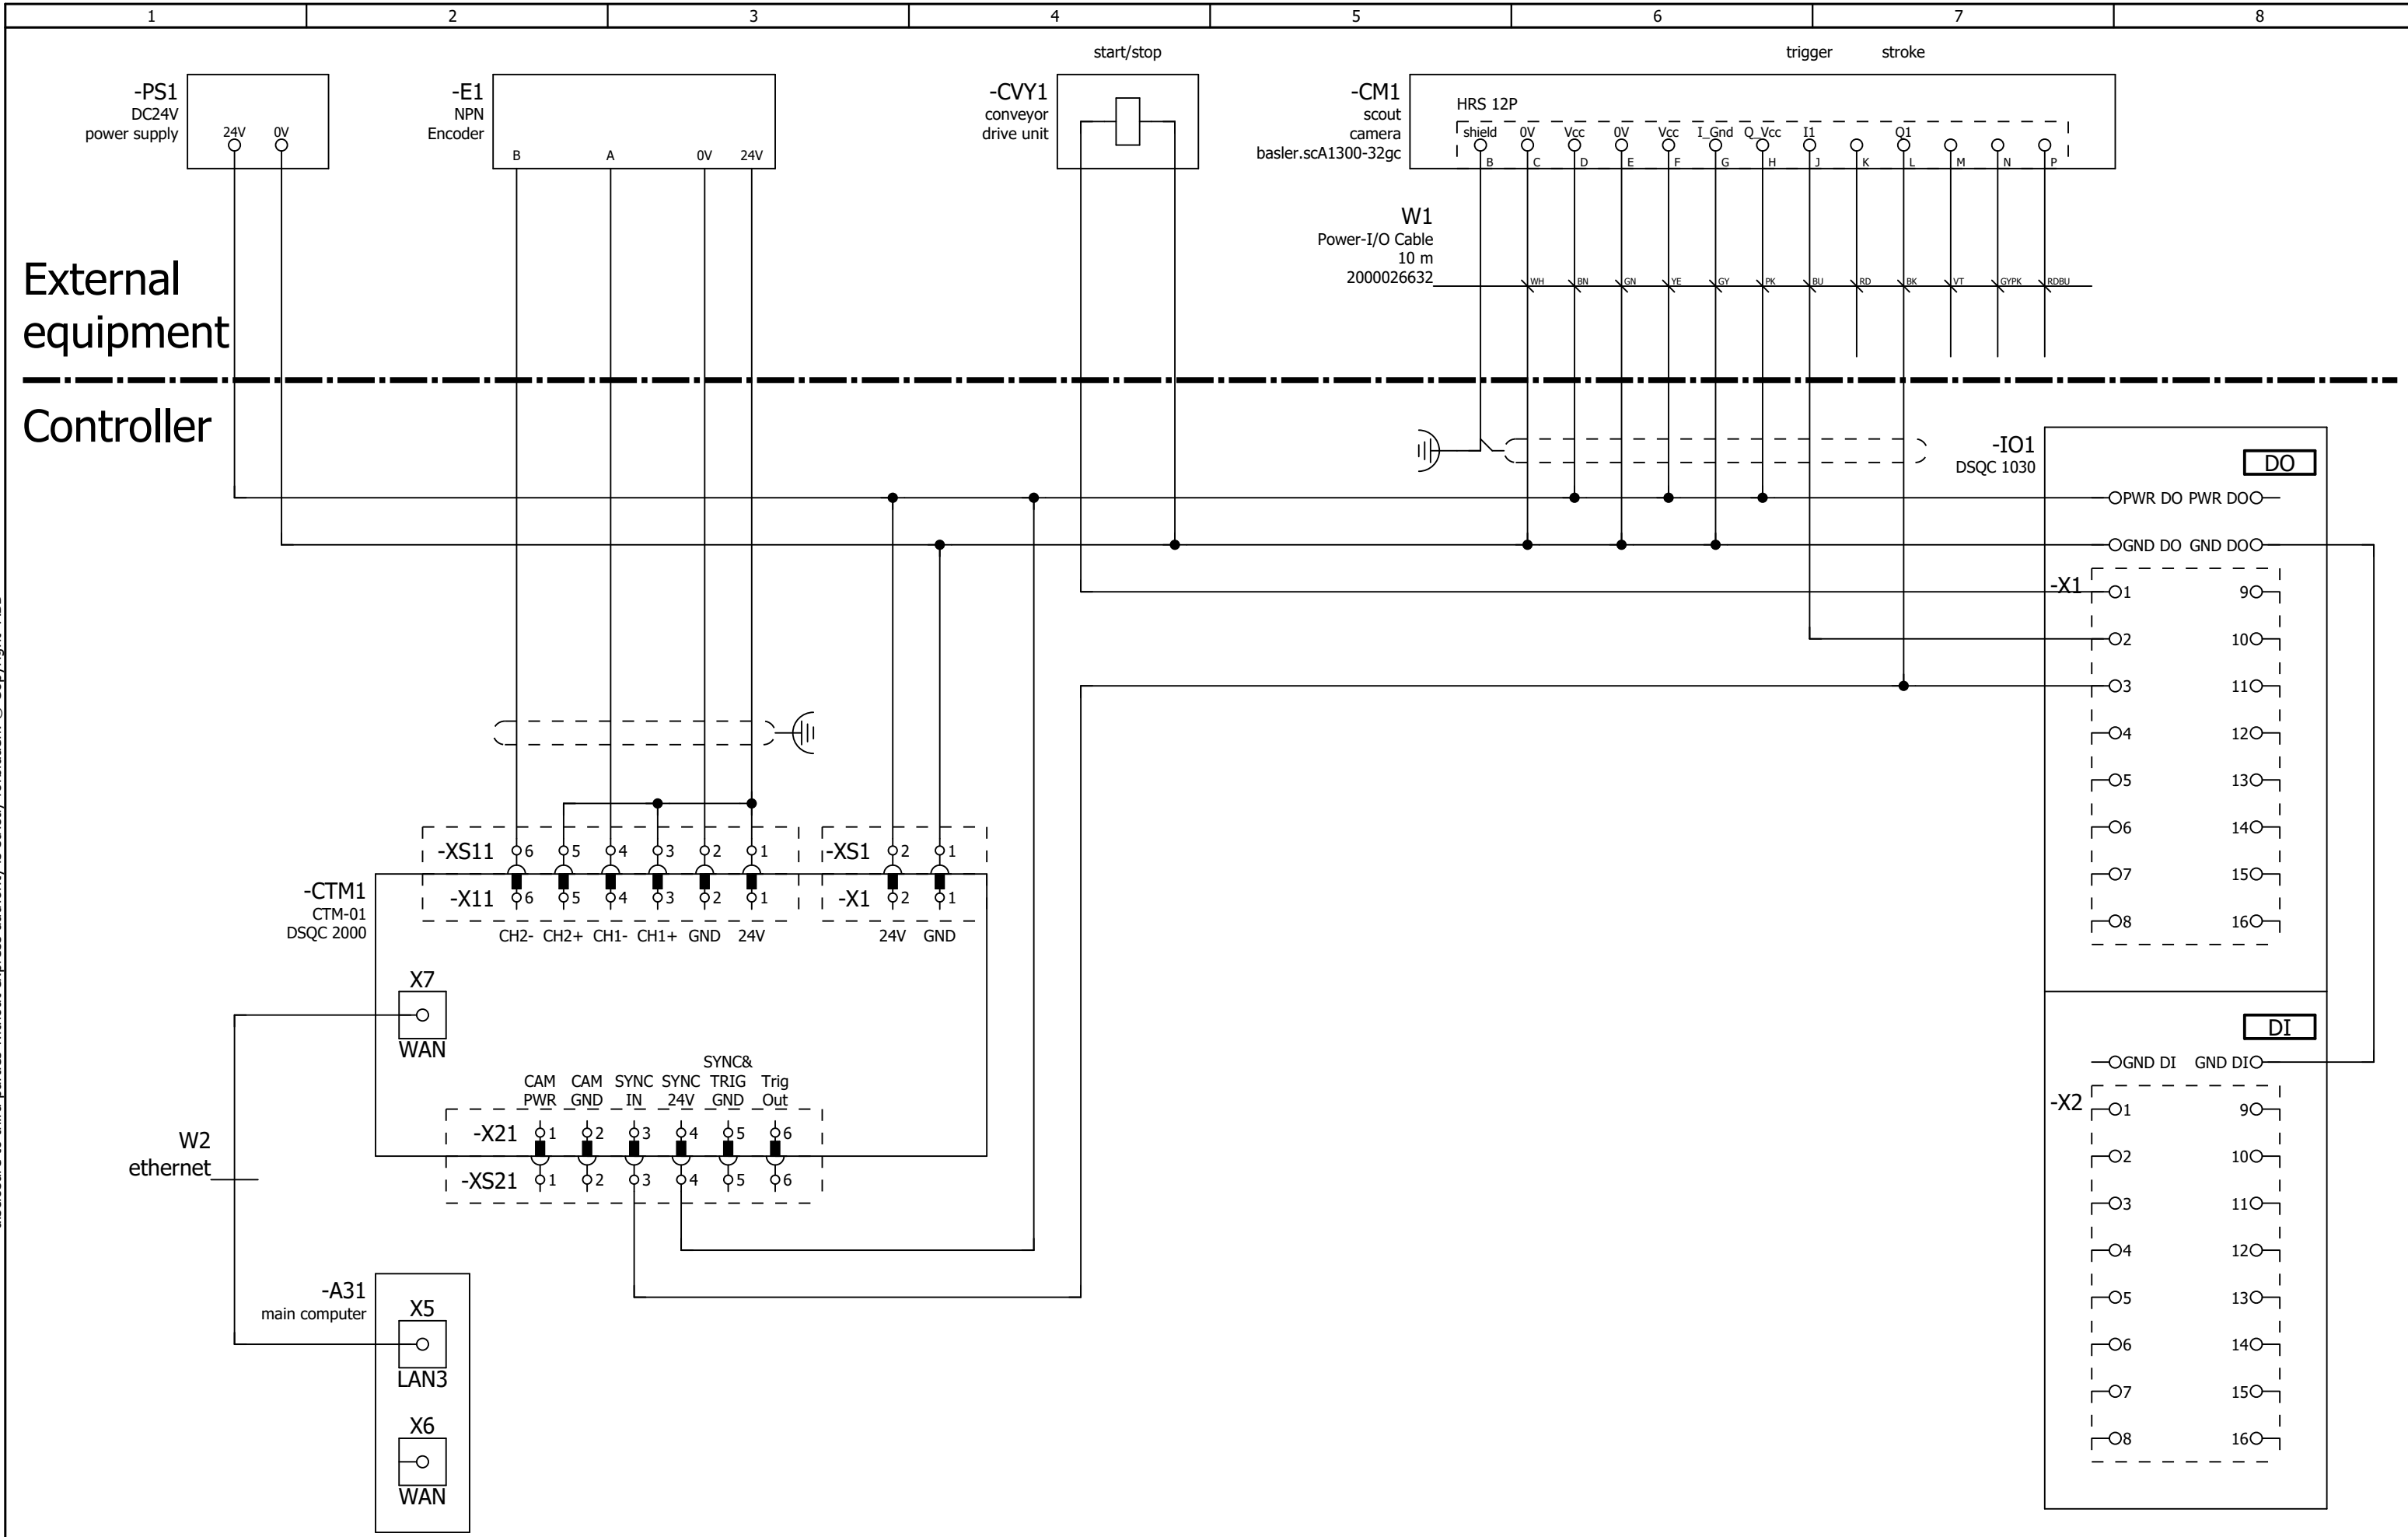 1 2 3 4 5 6 7 8
start/stop
trigger stroke
-PS1
DC24V
power supply
24V 0V
-E1
NPN
Encoder
B A 0V 24V
-CVY1
conveyor
drive unit
-CM1
scout
camera
basler.scA1300-32gc
HRS 12P
shield 0V Vcc 0V Vcc I_Gnd Q_Vcc I1 O1
B C D E F G H J K L M N P
W1
Power-I/O Cable
10 m
2000026632
WH BN GN YE GY PK BU RD BK VT GYPK RDBU
External
equipment
Controller
-IO1
DSQC 1030
DO
PWR DO PWR DO
GND DO GND DO
-X1
1 9
2 10
3 11
4 12
5 13
6 14
7 15
8 16
-XS11 6 5 4 3 2 1
-XS1 2 1
-CTM1
CTM-01
DSQC 2000
-X11 6 5 4 3 2 1
-X1 2 1
CH2- CH2+ CH1- CH1+ GND 24V
24V GND
X7
WAN
CAM PWR
CAM GND
SYNC IN
SYNC 24V
SYNC& TRIG GND
Trig Out
-X21 1 2 3 4 5 6
-XS21 1 2 3 4 5 6
W2
ethernet
-A31
main computer
X5
LAN3
X6
WAN
DI
GND DI GND DI
-X2
1 9
2 10
3 11
4 12
5 13
6 14
7 15
8 16